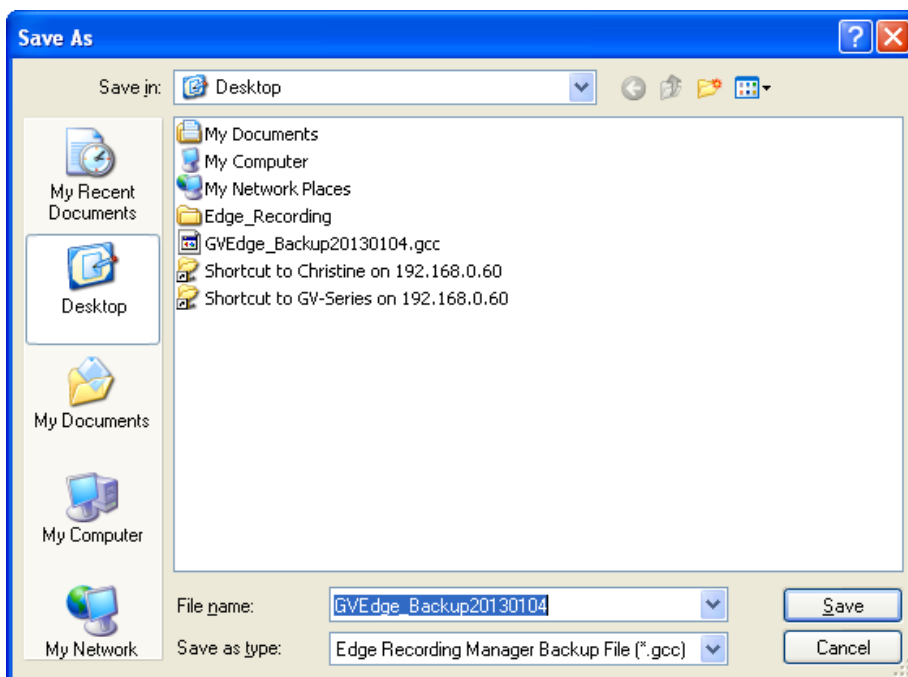 Save As
Save in:
Desktop
My Recent
Documents
Desktop
My Documents
My Computer
My Network
My Documents
My Computer
My Network Places
Edge_Recording
GVEdge_Backup20130104.gcc
Shortcut to Christine on 192.168.0.60
Shortcut to GV-Series on 192.168.0.60
File name:
GVEdge_Backup20130104
Save
Save as type:
Edge Recording Manager Backup File (*.gcc)
Cancel